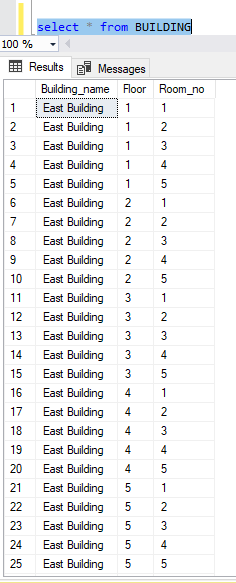 select * from BUILDING
100 %
Results Messages
Building_name Floor Room_no
1 East Building 1 1
2 East Building 1 2
3 East Building 1 3
4 East Building 1 4
5 East Building 1 5
6 East Building 2 1
7 East Building 2 2
8 East Building 2 3
9 East Building 2 4
10 East Building 2 5
11 East Building 3 1
12 East Building 3 2
13 East Building 3 3
14 East Building 3 4
15 East Building 3 5
16 East Building 4 1
17 East Building 4 2
18 East Building 4 3
19 East Building 4 4
20 East Building 4 5
21 East Building 5 1
22 East Building 5 2
23 East Building 5 3
24 East Building 5 4
25 East Building 5 5